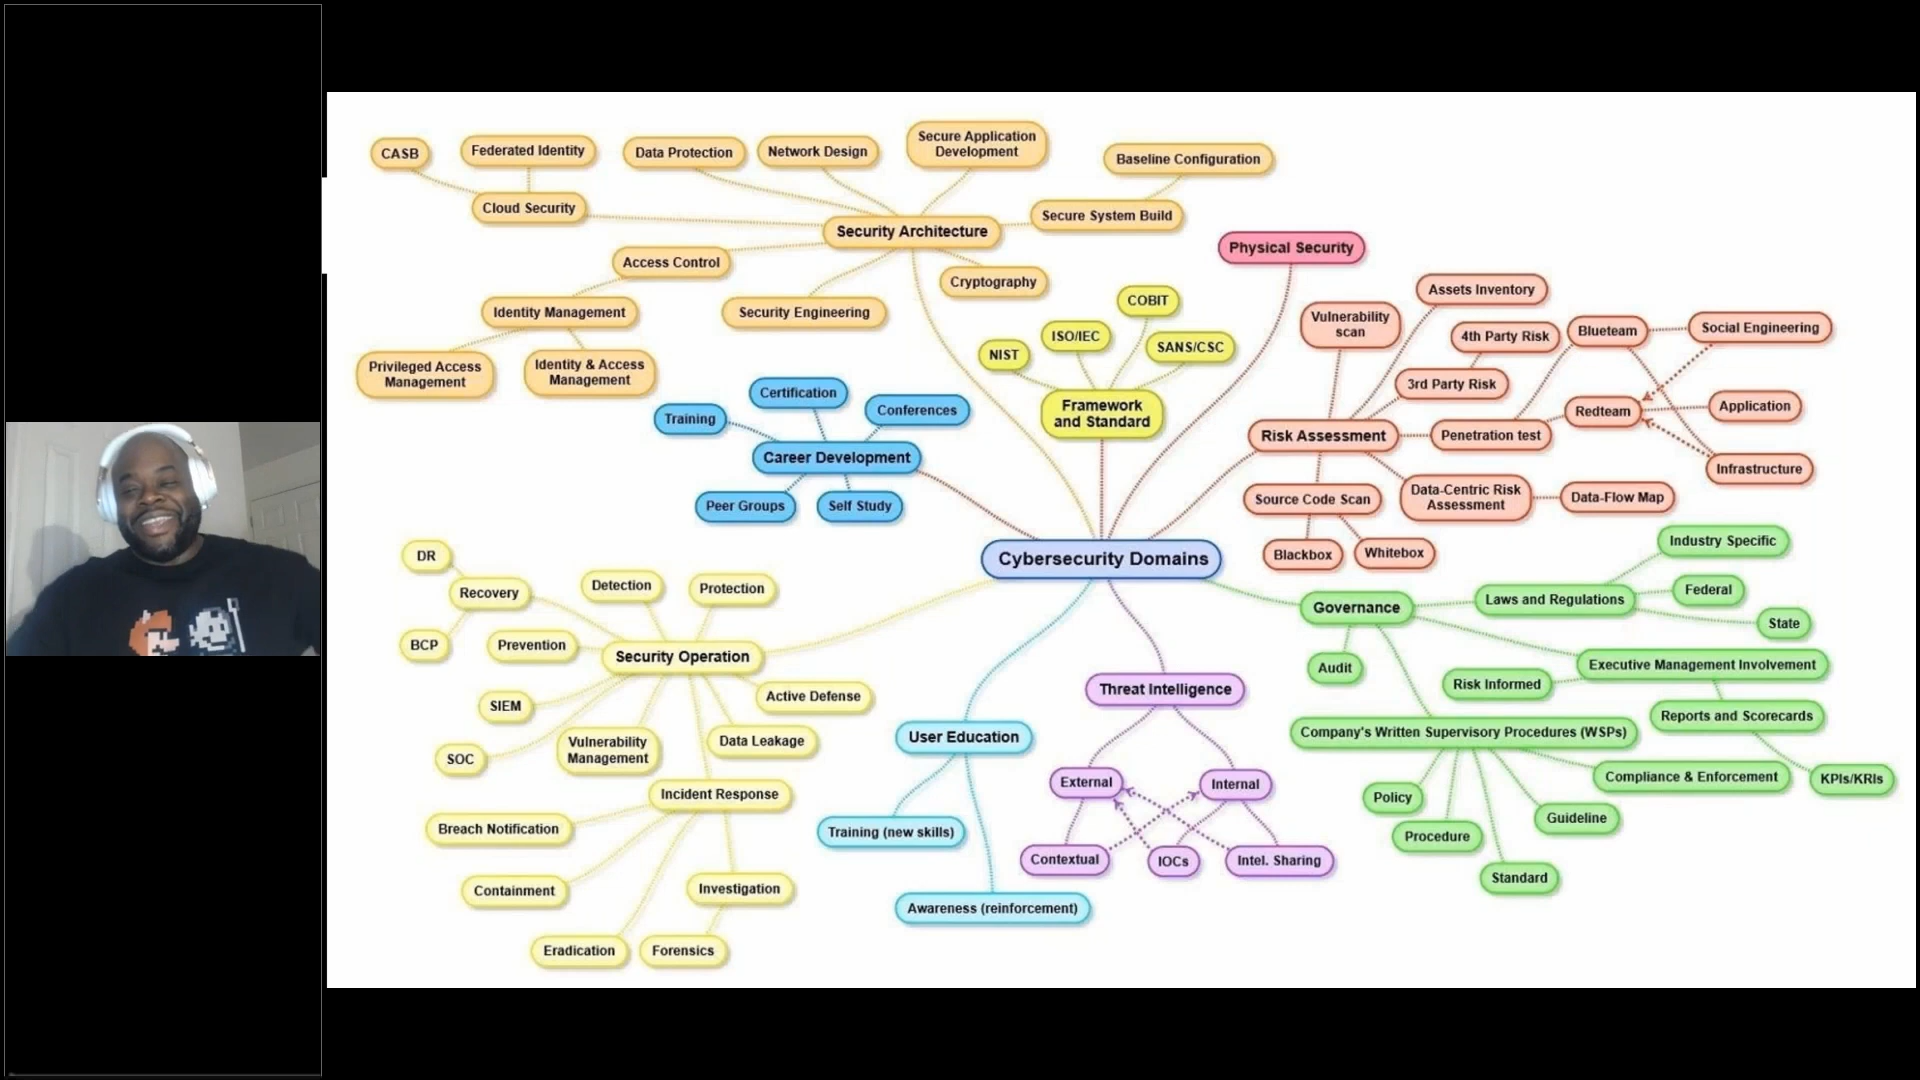 CASB
Federated Identity
Data Protection
Network Design
Secure Application
Development
Baseline Configuration
Cloud Security
Security Architecture
Secure System Build
Access Control
Cryptography
Identity Management
Security Engineering
Privileged Access
Management
Identity & Access
Management
Physical Security
COBIT
ISO/IEC
NIST
SANS/CSC
Framework
and Standard
Certification
Training
Conferences
Career Development
Peer Groups
Self Study
Assets Inventory
Vulnerability
scan
4th Party Risk
Blueteam
Social Engineering
3rd Party Risk
Redteam
Application
Risk Assessment
Penetration test
Infrastructure
Source Code Scan
Data-Centric Risk
Assessment
Data-Flow Map
Blackbox
Whitebox
Cybersecurity Domains
DR
Recovery
Detection
Protection
BCP
Prevention
Security Operation
SIEM
Active Defense
SOC
Vulnerability
Management
Data Leakage
Incident Response
Breach Notification
Containment
Investigation
Eradication
Forensics
User Education
Training (new skills)
Awareness (reinforcement)
Threat Intelligence
External
Internal
Contextual
IOCs
Intel. Sharing
Industry Specific
Governance
Laws and Regulations
Federal
State
Audit
Executive Management Involvement
Risk Informed
Reports and Scorecards
Company's Written Supervisory Procedures (WSPs)
Compliance & Enforcement
KPIs/KRIs
Policy
Procedure
Guideline
Standard